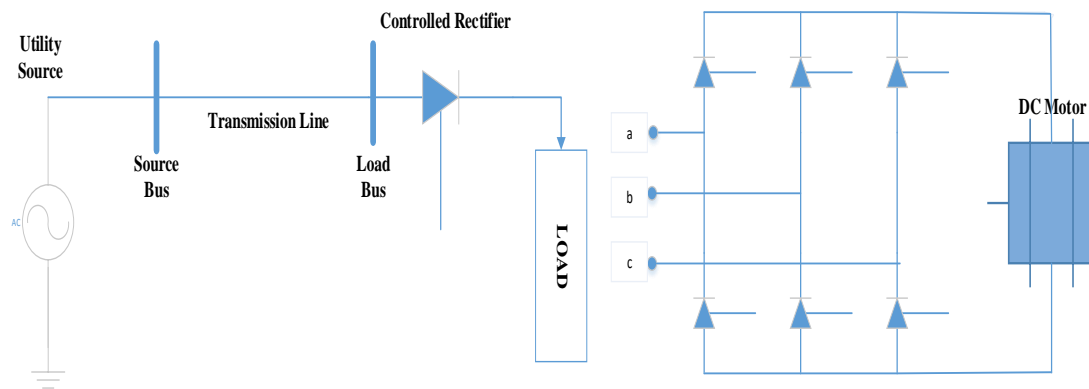 Controlled Rectifier
Utility
Source
Transmission Line
Source
Bus
Load
Bus
AC
LOAD
a
b
c
DC Motor